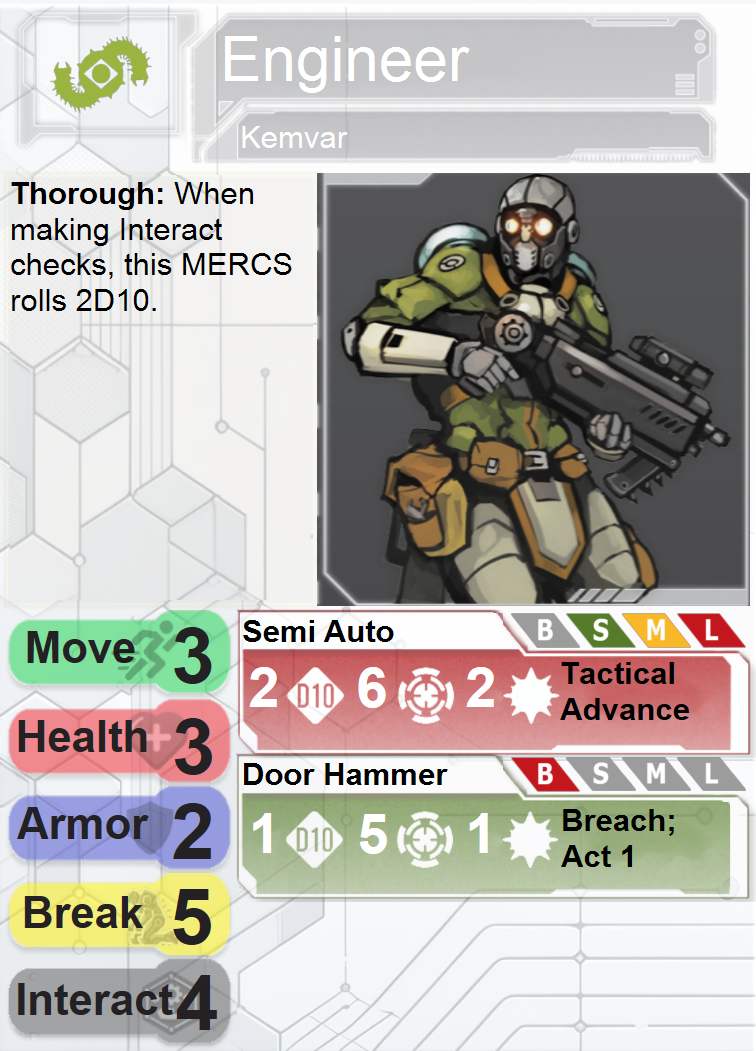 Engineer
Kemvar
Thorough: When
making Interact
checks, this MERCS
rolls 2D10.
Move 3
Health 3
Armor 2
Break 5
Interact 4
Semi Auto B S M L
2 D10 6 2 Tactical
Advance
Door Hammer B S M L
1 D10 5 1 Breach;
Act 1